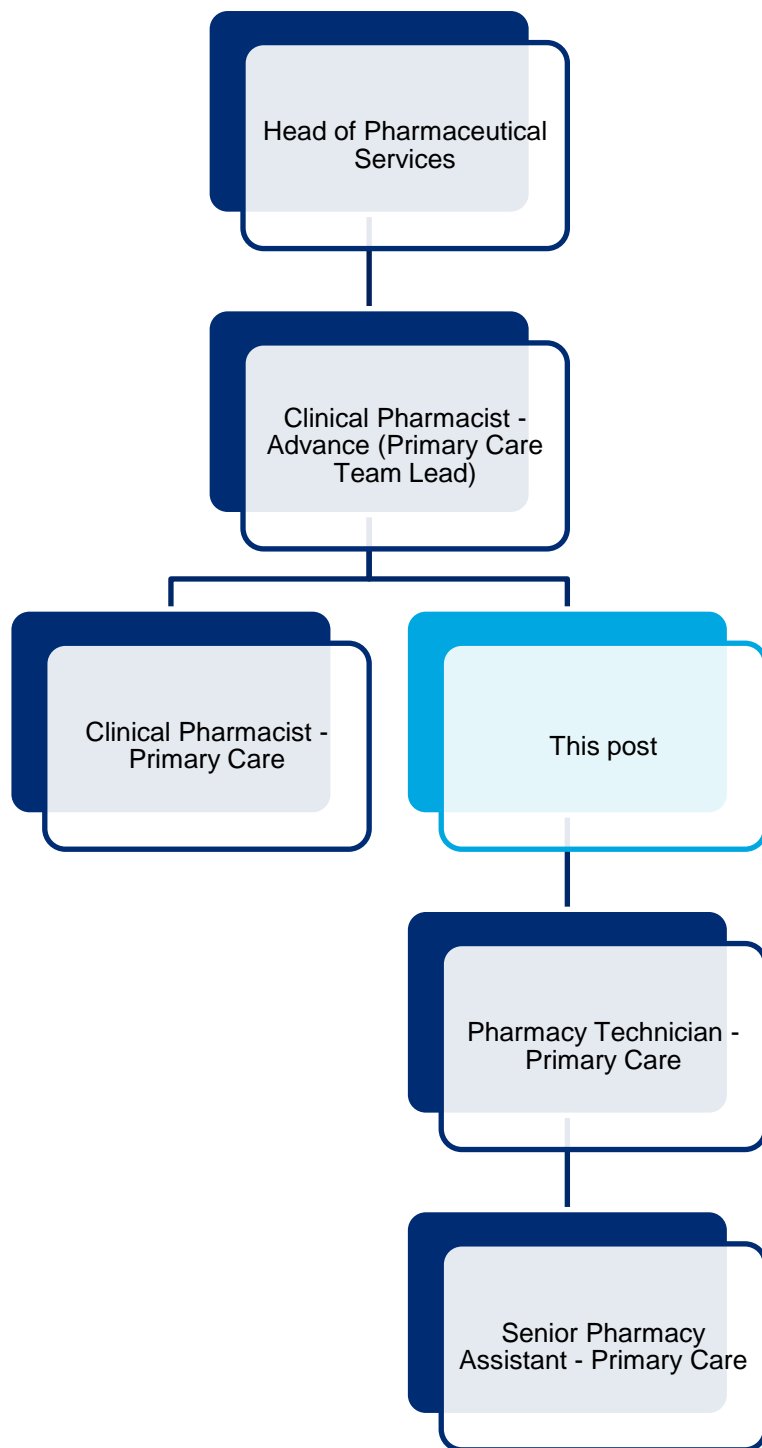 Head of Pharmaceutical
Services
Clinical Pharmacist -
Advance (Primary Care
Team Lead)
Clinical Pharmacist -
Primary Care
This post
Pharmacy Technician -
Primary Care
Senior Pharmacy
Assistant - Primary Care